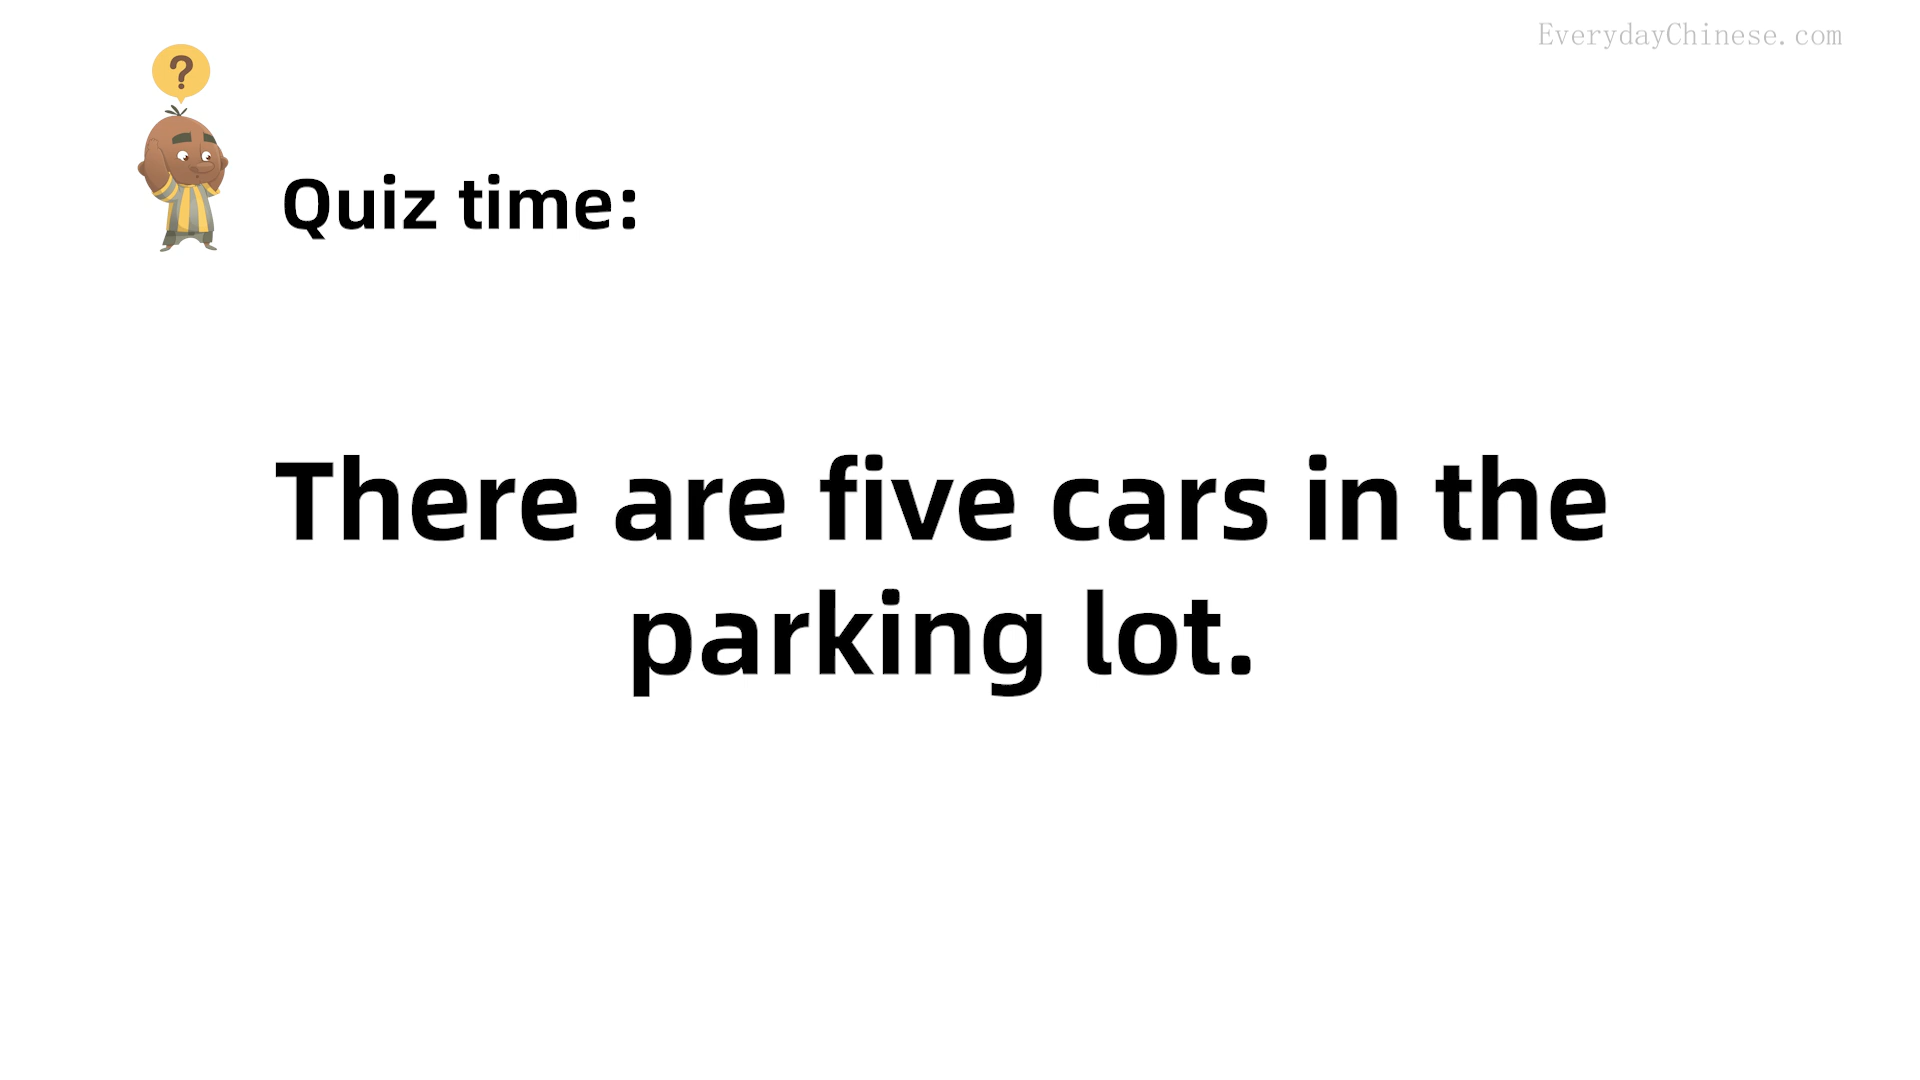 EverydayChinese.com
?
Quiz time:
There are five cars in the
parking lot.